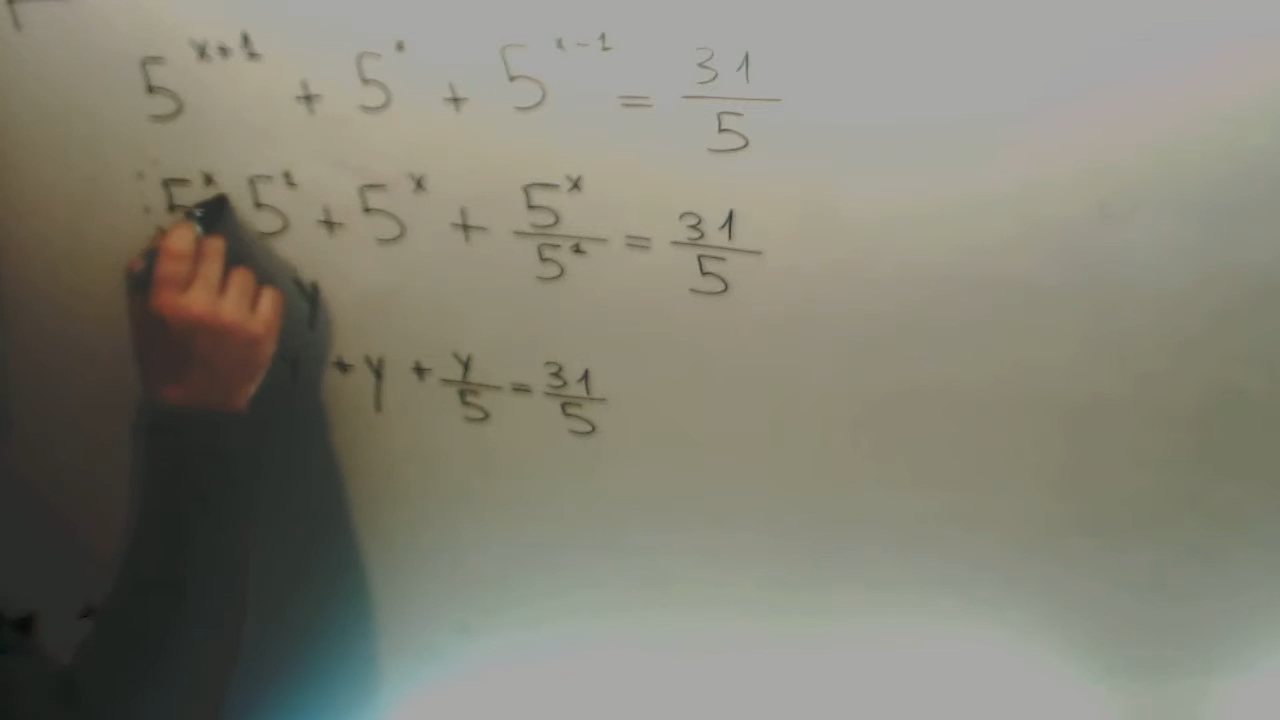 5^{x+1} + 5^x + 5^{x-1} = 31/5
5^x 5^1 + 5^x + 5^x/5^1 = 31/5
y
+ y + y/5 = 31/5